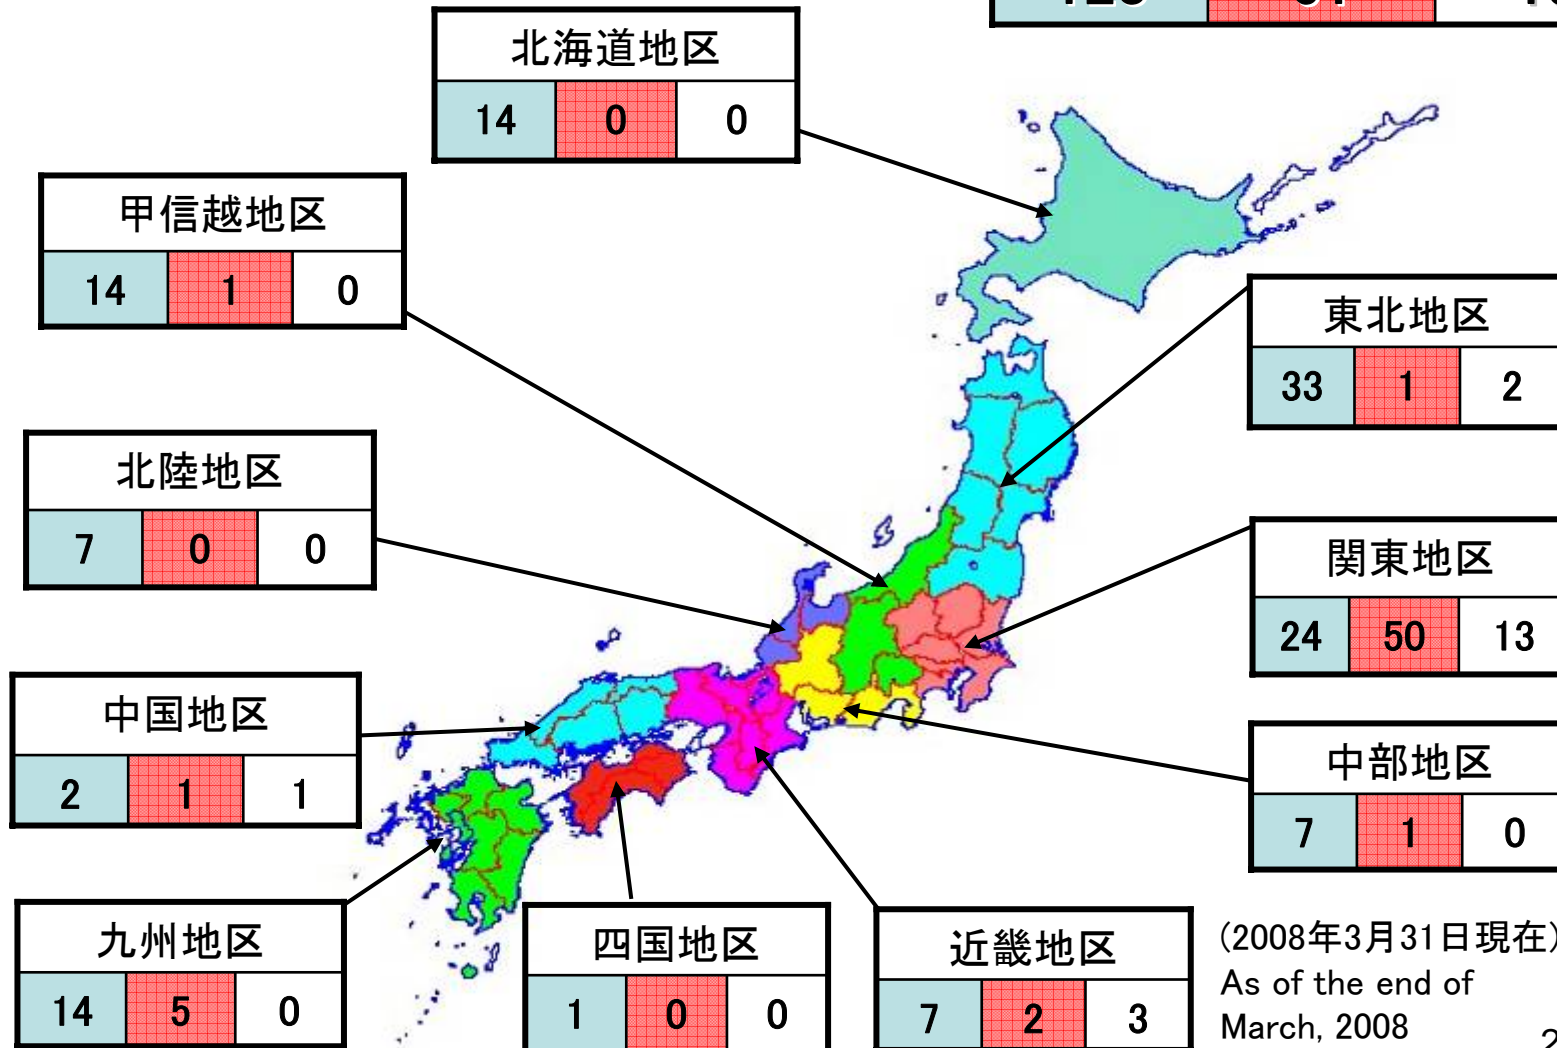 北海道地区
14 0 0
甲信越地区
14 1 0
東北地区
33 1 2
北陸地区
7 0 0
関東地区
24 50 13
中国地区
2 1 1
中部地区
7 1 0
九州地区
14 5 0
四国地区
1 0 0
近畿地区
7 2 3
(2008年3月31日現在)
As of the end of
March, 2008
2